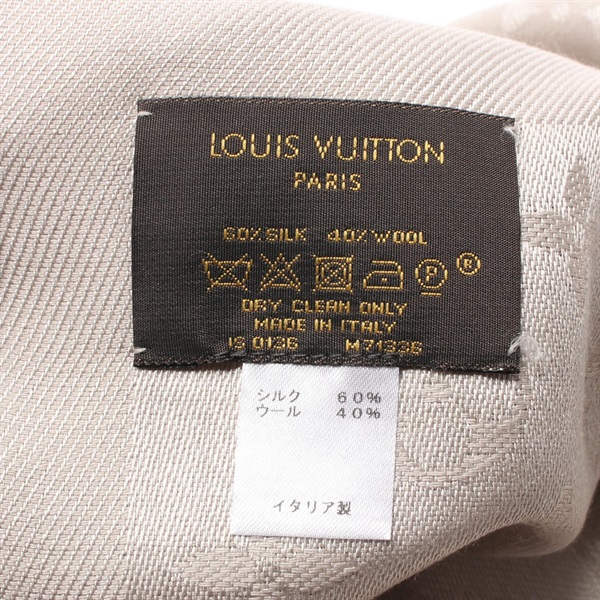 LOUIS VUITTON
PARIS
60% SILK 40% WOOL
F ®
DRY CLEAN ONLY
MADE IN ITALY
IS 0136 M71336
シルク 60%
ウール 40%
イタリア製